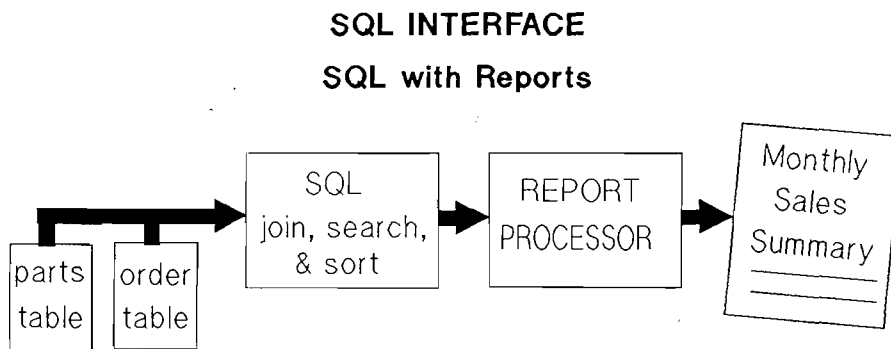 SQL INTERFACE
SQL with Reports
parts
table
order
table
SQL
join, search,
& sort
REPORT
PROCESSOR
Monthly
Sales
Summary